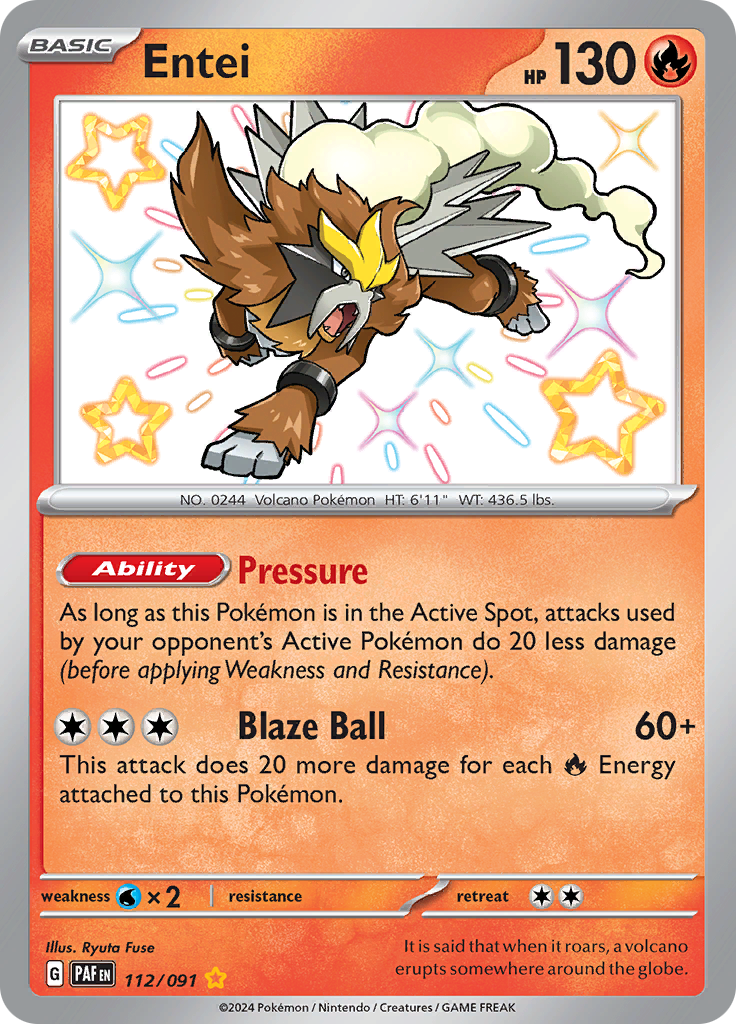 BASIC
Entei
HP 130
NO. 0244 Volcano Pokémon HT: 6'11" WT: 436.5 lbs.
Ability Pressure
As long as this Pokémon is in the Active Spot, attacks used
by your opponent's Active Pokémon do 20 less damage
(before applying Weakness and Resistance).
Blaze Ball 60+
This attack does 20 more damage for each Energy
attached to this Pokémon.
weakness ×2 resistance retreat
Illus. Ryuta Fuse
It is said that when it roars, a volcano
erupts somewhere around the globe.
G PAF EN 112/091
©2024 Pokémon / Nintendo / Creatures / GAME FREAK